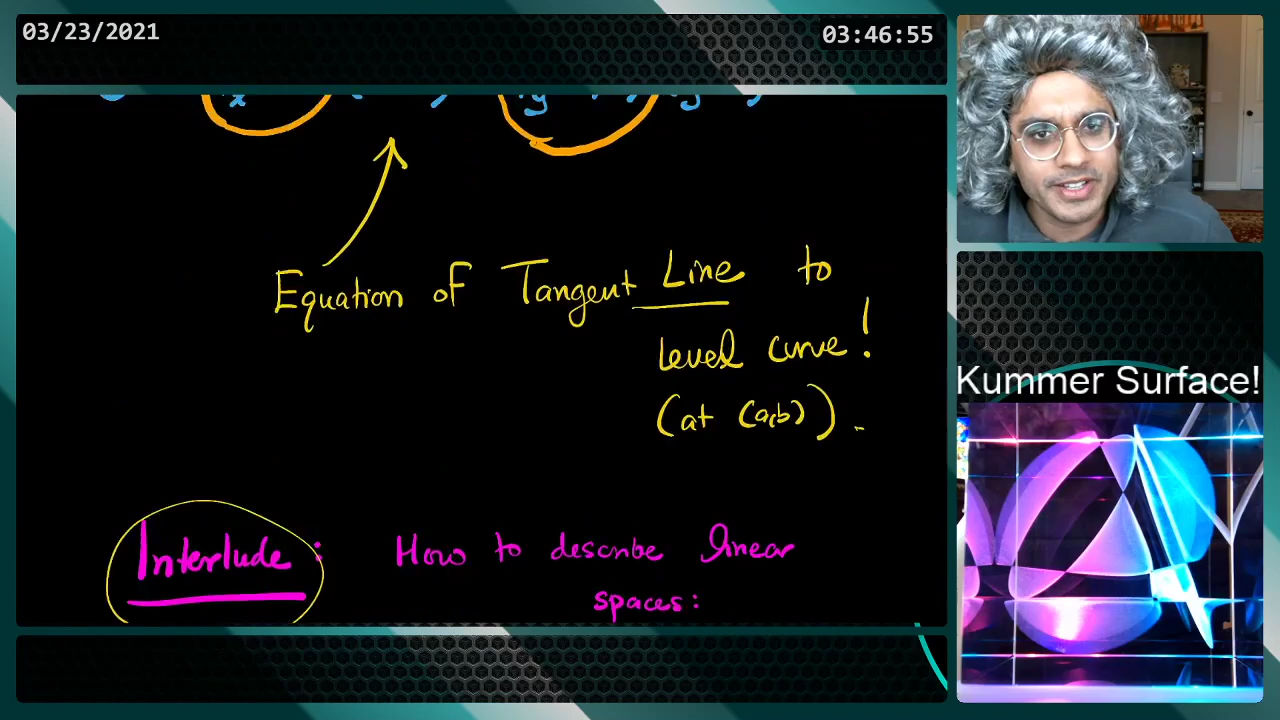 03/23/2021
03:46:55
Equation of Tangent Line to
level curve!
(at (a,b)).
Kummer Surface!
Interlude: How to describe linear
spaces: